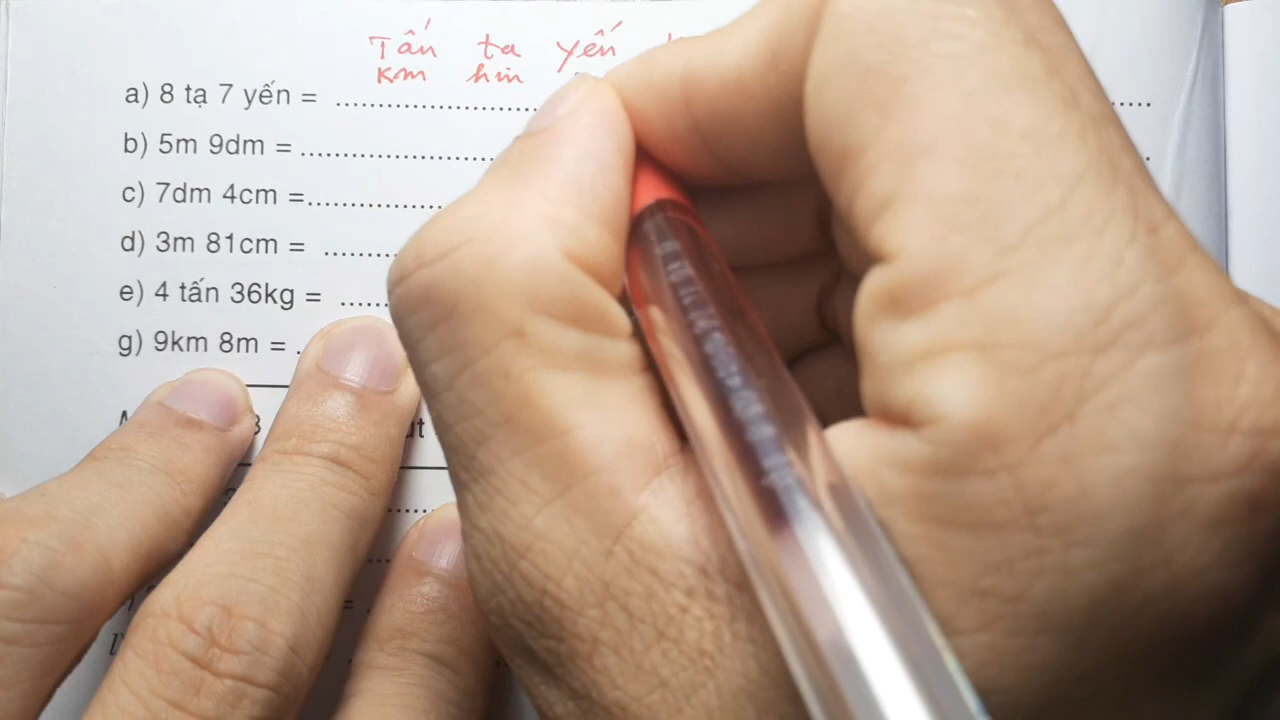 Tấn ta yến
km hm
a) 8 tạ 7 yến = ........................
b) 5m 9dm = .......................
c) 7dm 4cm =................
d) 3m 81cm = .........
e) 4 tấn 36kg = ......
g) 9km 8m = .